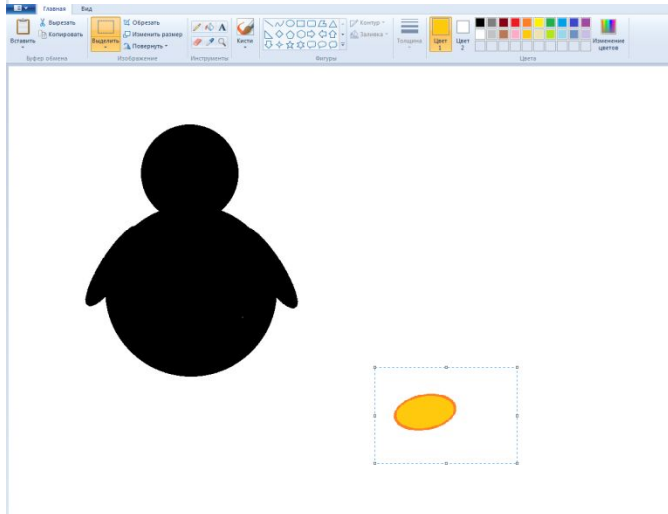 Главная Вид
Вставить
Вырезать
Копировать
Буфер обмена
Выделить
Обрезать
Изменить размер
Повернуть
Изображение
A
Инструменты
Кисти
Контур
Заливка
Фигуры
Толщина
Цвет 1
Цвет 2
Изменение цветов
Цвета